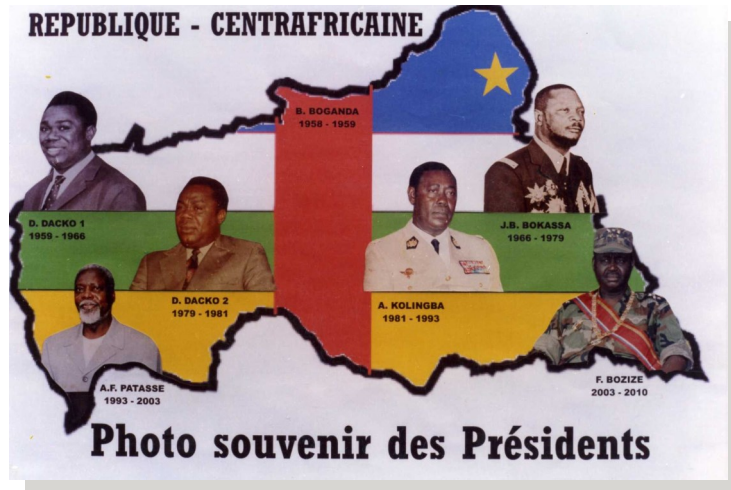 REPUBLIQUE - CENTRAFRICAINE
B. BOGANDA
1958 - 1959
D. DACKO 1
1959 - 1966
J.B. BOKASSA
1966 - 1979
D. DACKO 2
1979 - 1981
A. KOLINGBA
1981 - 1993
A.F. PATASSE
1993 - 2003
F. BOZIZE
2003 - 2010
Photo souvenir des Présidents